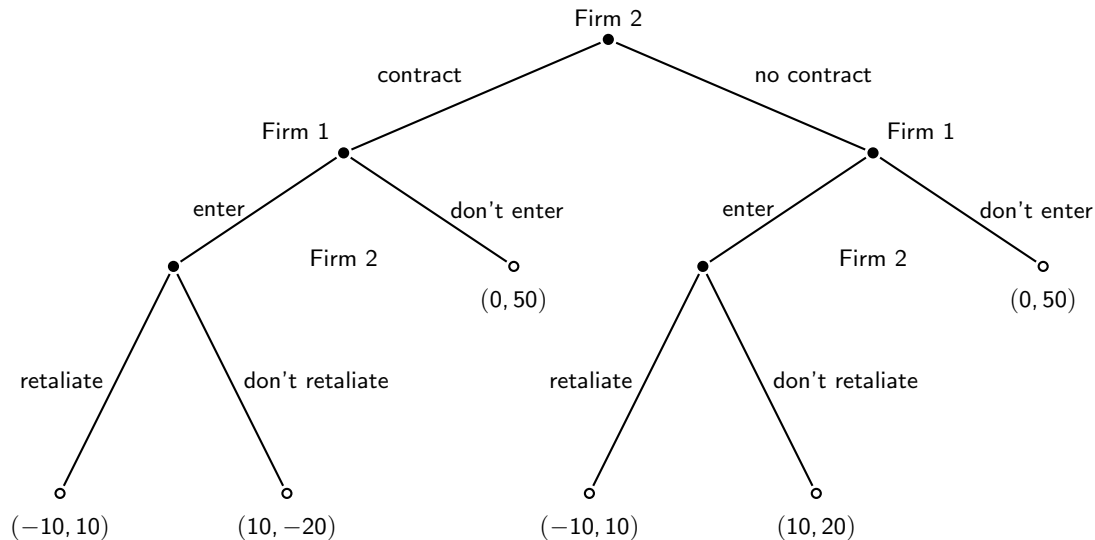 Firm 2
contract
no contract
Firm 1
Firm 1
enter
don't enter
enter
don't enter
Firm 2
Firm 2
(0, 50)
(0, 50)
retaliate
don't retaliate
retaliate
don't retaliate
(−10, 10)
(10, −20)
(−10, 10)
(10, 20)